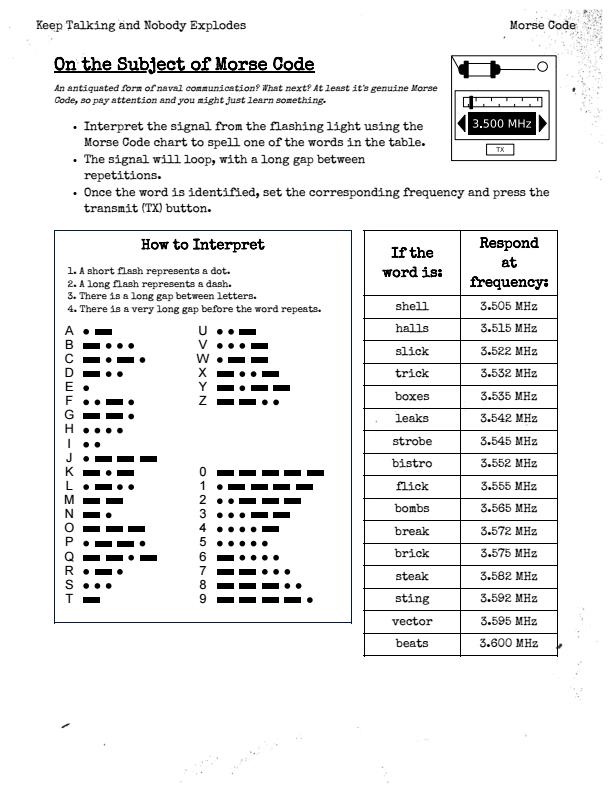 Keep Talking and Nobody Explodes
Morse Code
On the Subject of Morse Code
An antiquated form of naval communication? What next? At least it's genuine Morse
Code, so pay attention and you might just learn something.
3.500 MHz
TX
• Interpret the signal from the flashing light using the
Morse Code chart to spell one of the words in the table.
• The signal will loop, with a long gap between
repetitions.
• Once the word is identified, set the corresponding frequency and press the
transmit (TX) button.
How to Interpret
1. A short flash represents a dot.
2. A long flash represents a dash.
3. There is a long gap between letters.
4. There is a very long gap before the word repeats.
A
B
C
D
E
F
G
H
I
J
K
L
M
N
O
P
Q
R
S
T
U
V
W
X
Y
Z
0
1
2
3
4
5
6
7
8
9
If the
word is:
Respond
at
frequency:
shell 3.505 MHz
halls 3.515 MHz
slick 3.522 MHz
trick 3.532 MHz
boxes 3.535 MHz
leaks 3.542 MHz
strobe 3.545 MHz
bistro 3.552 MHz
flick 3.555 MHz
bombs 3.565 MHz
break 3.572 MHz
brick 3.575 MHz
steak 3.582 MHz
sting 3.592 MHz
vector 3.595 MHz
beats 3.600 MHz